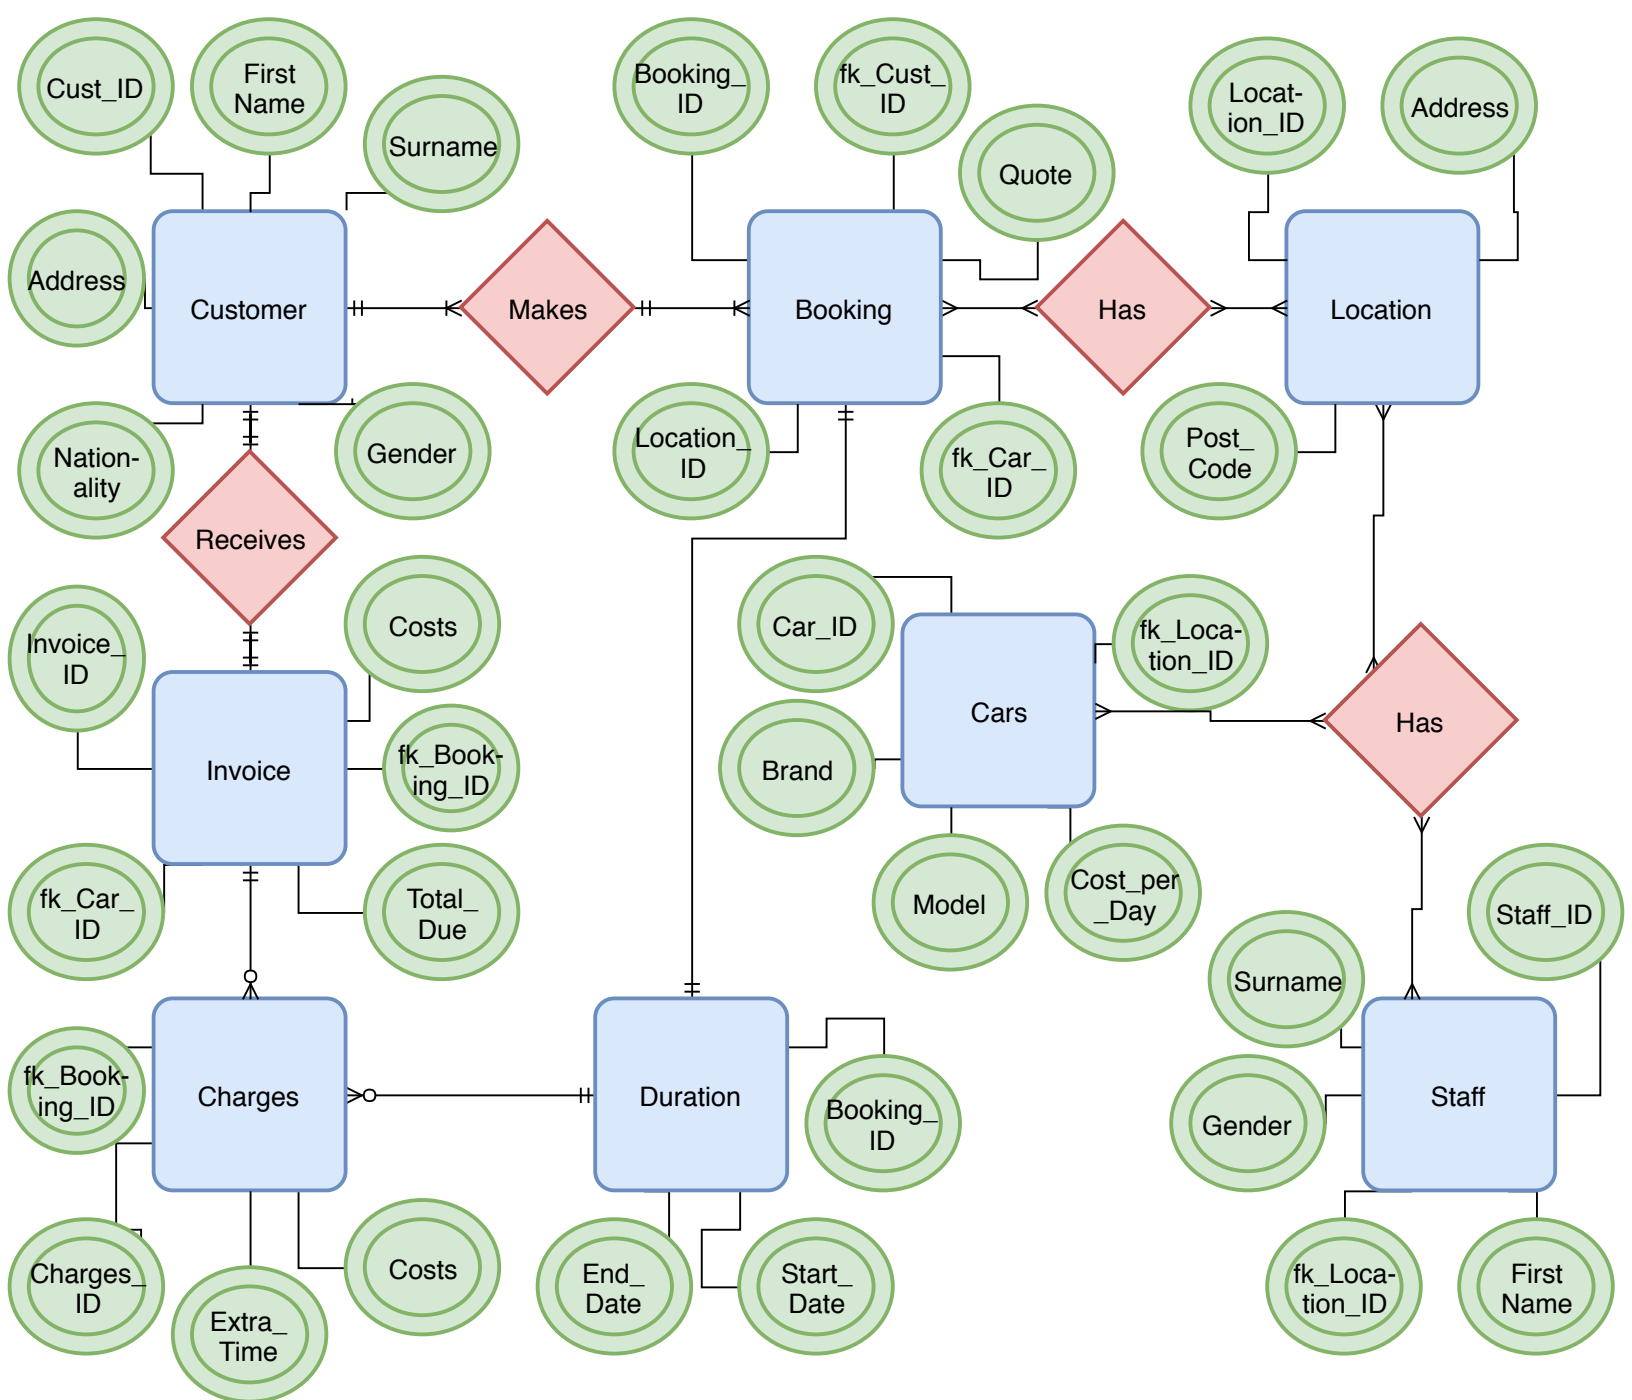 Cust_ID
First
Name
Surname
Booking_
ID
fk_Cust_
ID
Quote
Locat-
ion_ID
Address
Address
Customer
Makes
Booking
Has
Location
Nation-
ality
Gender
Location_
ID
fk_Car_
ID
Post_
Code
Receives
Invoice_
ID
Costs
Car_ID
fk_Loca-
tion_ID
Cars
Has
Invoice
fk_Book-
ing_ID
Brand
fk_Car_
ID
Total_
Due
Model
Cost_per
_Day
Staff_ID
Surname
fk_Book-
ing_ID
Charges
Duration
Booking_
ID
Gender
Staff
Charges_
ID
Extra_
Time
Costs
End_
Date
Start_
Date
fk_Loca-
tion_ID
First
Name